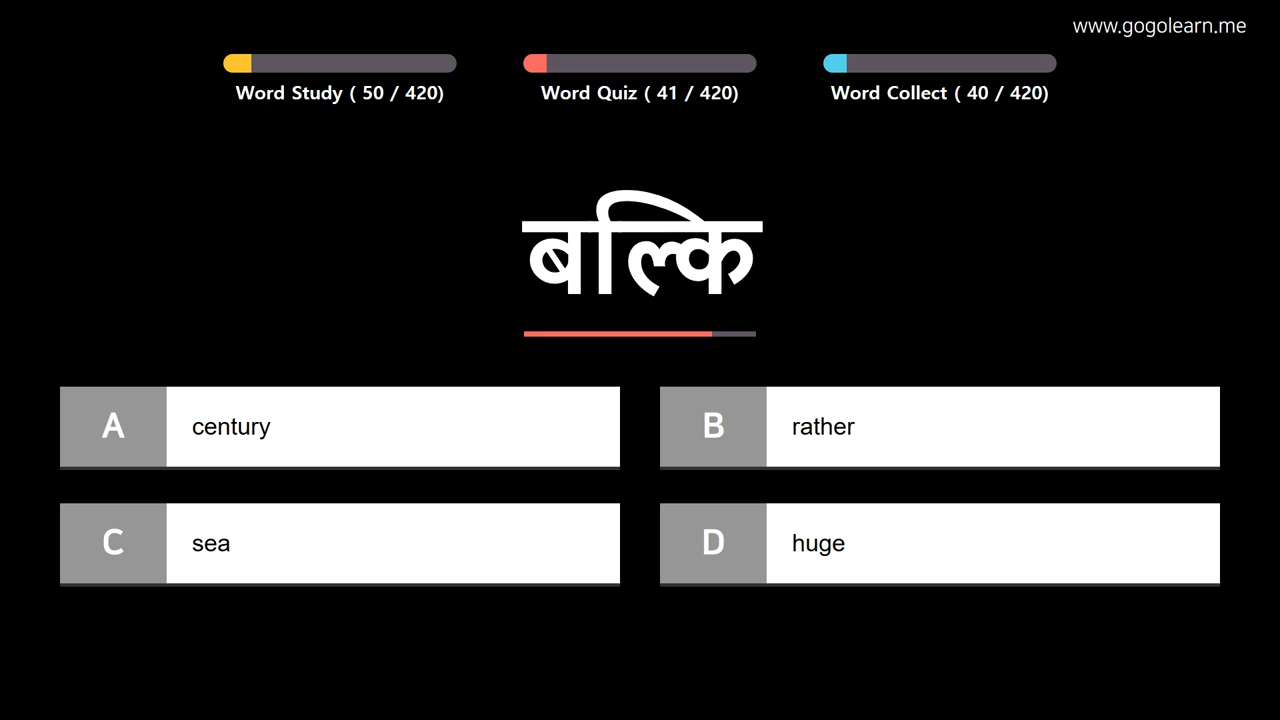 www.gogolearn.me
Word Study ( 50 / 420)
Word Quiz ( 41 / 420)
Word Collect ( 40 / 420)
बल्कि
A century
B rather
C sea
D huge